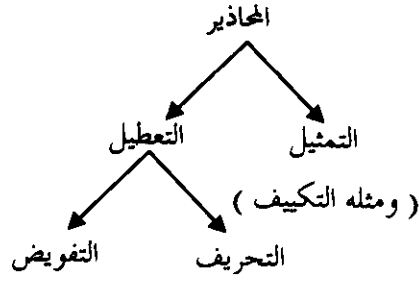 المحاذير
التمثيل التعطيل
( ومثله التكييف )
التحريف التفويض